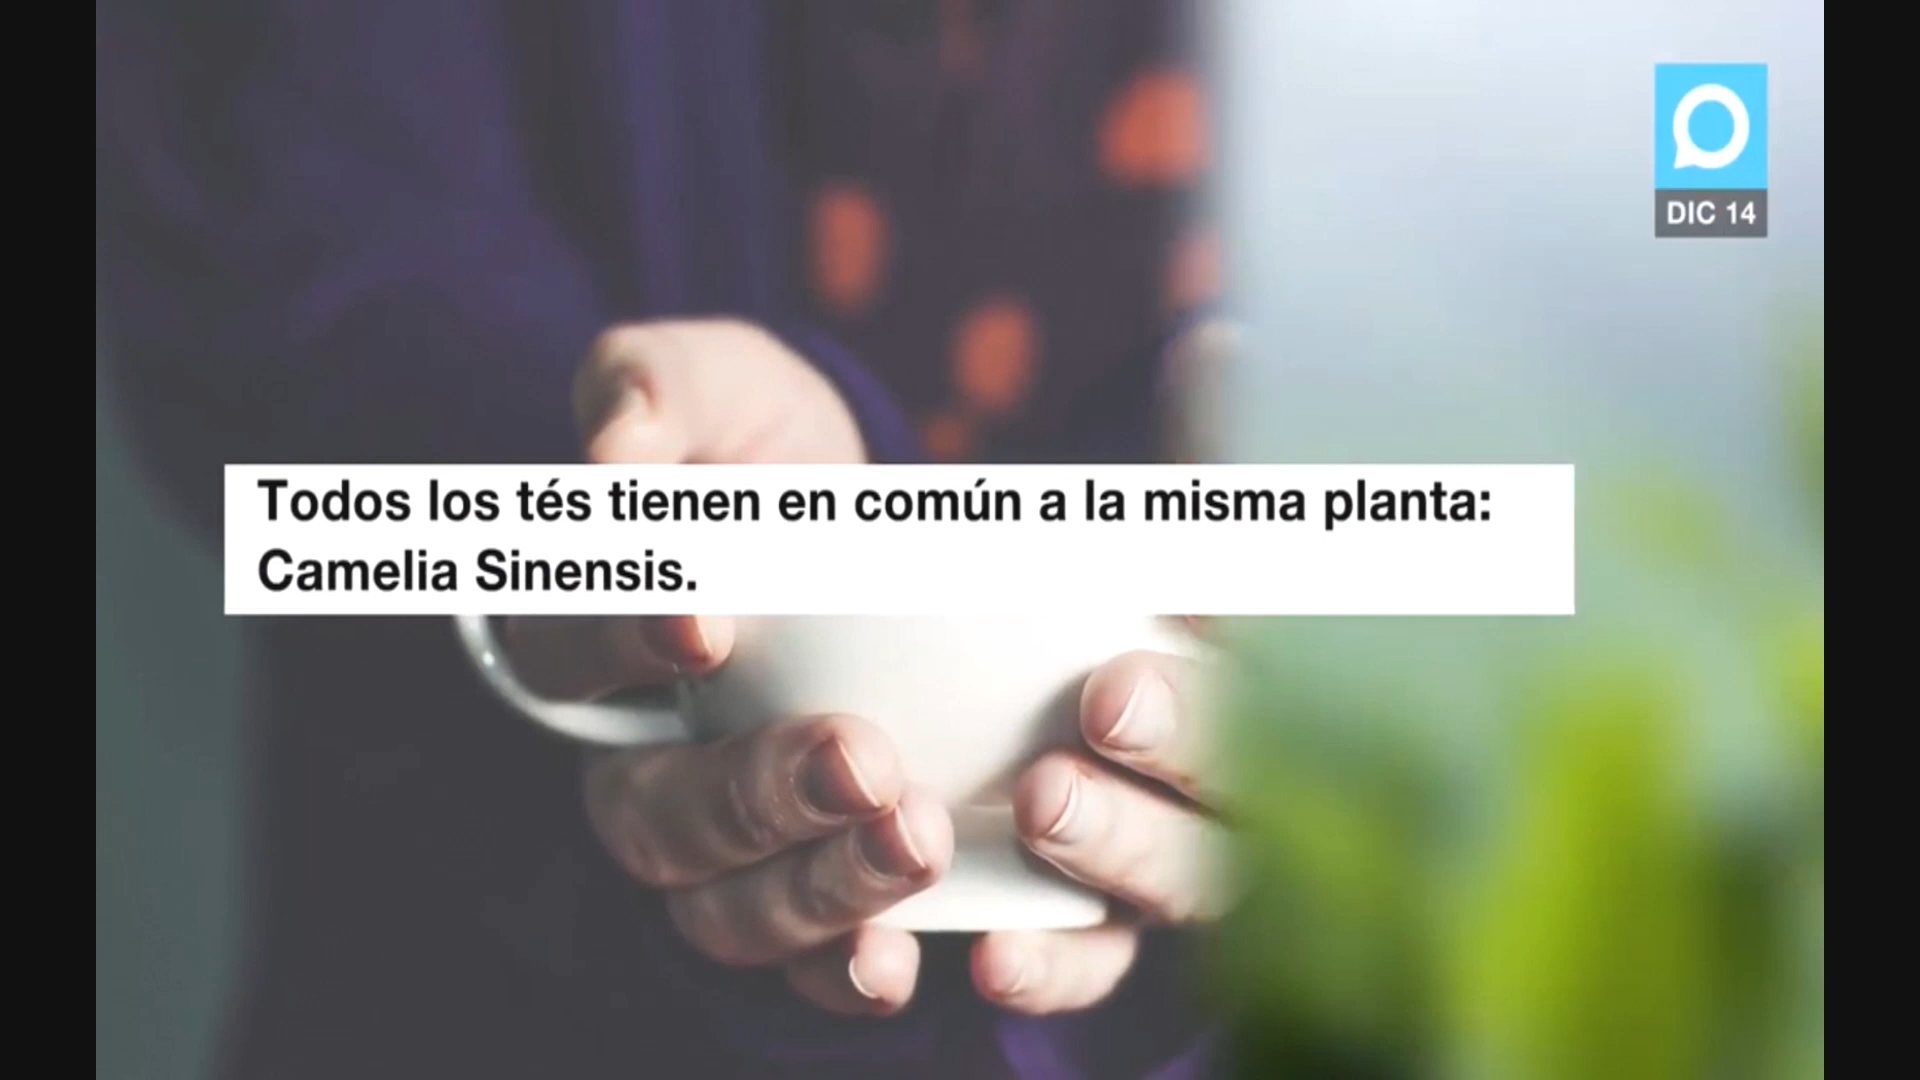 DIC 14
Todos los tés tienen en común a la misma planta:
Camelia Sinensis.